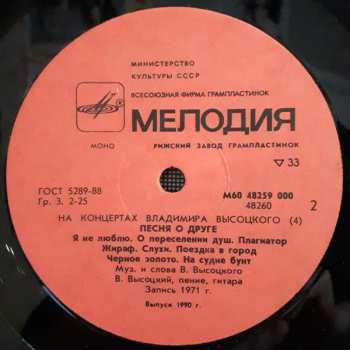 МИНИСТЕРСТВО
КУЛЬТУРЫ СССР
ВСЕСОЮЗНАЯ ФИРМА ГРАМПЛАСТИНОК
МЕЛОДИЯ
МОНО
РИЖСКИЙ ЗАВОД ГРАМПЛАСТИНОК
▽ 33
ГОСТ 5289-88
Гр. 3. 2-25
М60 48259 000
48260
2
НА КОНЦЕРТАХ ВЛАДИМИРА ВЫСОЦКОГО (4)
ПЕСНЯ О ДРУГЕ
Я не люблю. О переселении душ. Плагиатор
Жираф. Слухи. Поездка в город
Черное золото. На судне бунт
Муз. и слова В. Высоцкого
В. Высоцкий, пение, гитара
Запись 1971 г.
Выпуск 1990 г.